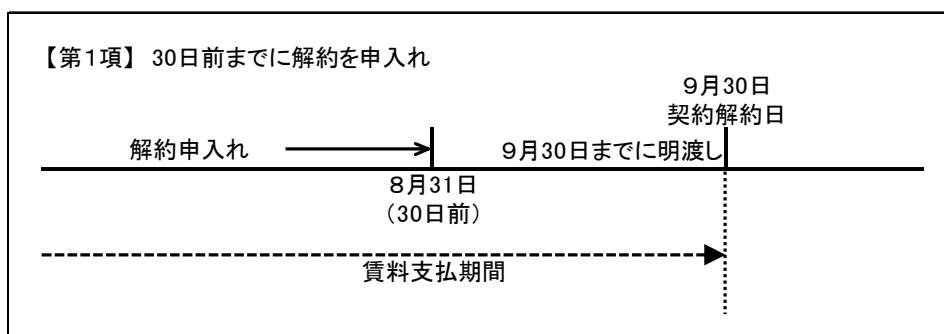 【第１項】 30日前までに解約を申入れ
９月30日
契約解約日
解約申入れ
９月30日までに明渡し
８月31日
（30日前）
賃料支払期間